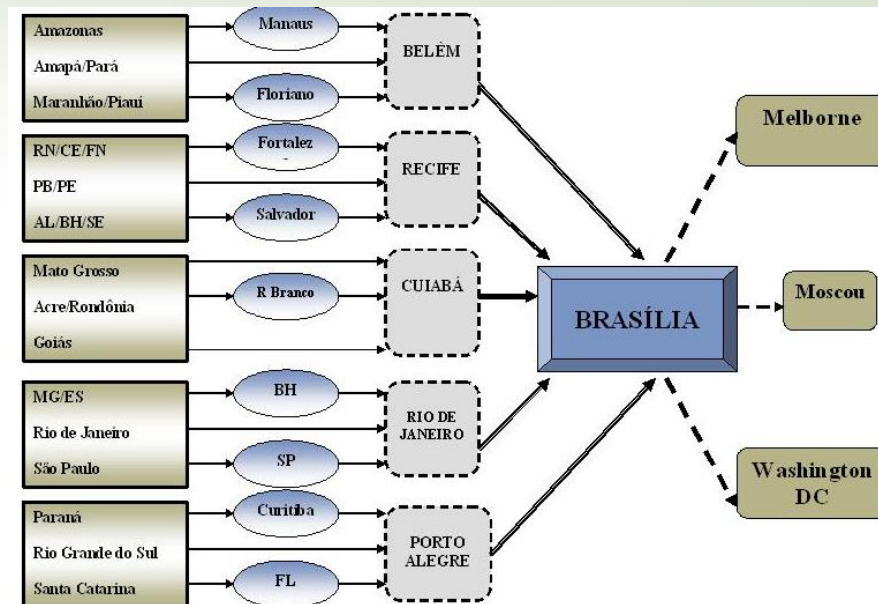 Amazonas
Amapá/Pará
Maranhão/Piauí
Manaus
Floriano
BELÉM
RN/CE/FN
PB/PE
AL/BH/SE
Fortalez
Salvador
RECIFE
Mato Grosso
Acre/Rondônia
Goiás
R Branco
CUIABÁ
MG/ES
Rio de Janeiro
São Paulo
BH
SP
RIO DE
JANEIRO
Paraná
Rio Grande do Sul
Santa Catarina
Curitiba
FL
PORTO
ALEGRE
BRASÍLIA
Melborne
Moscou
Washington
DC